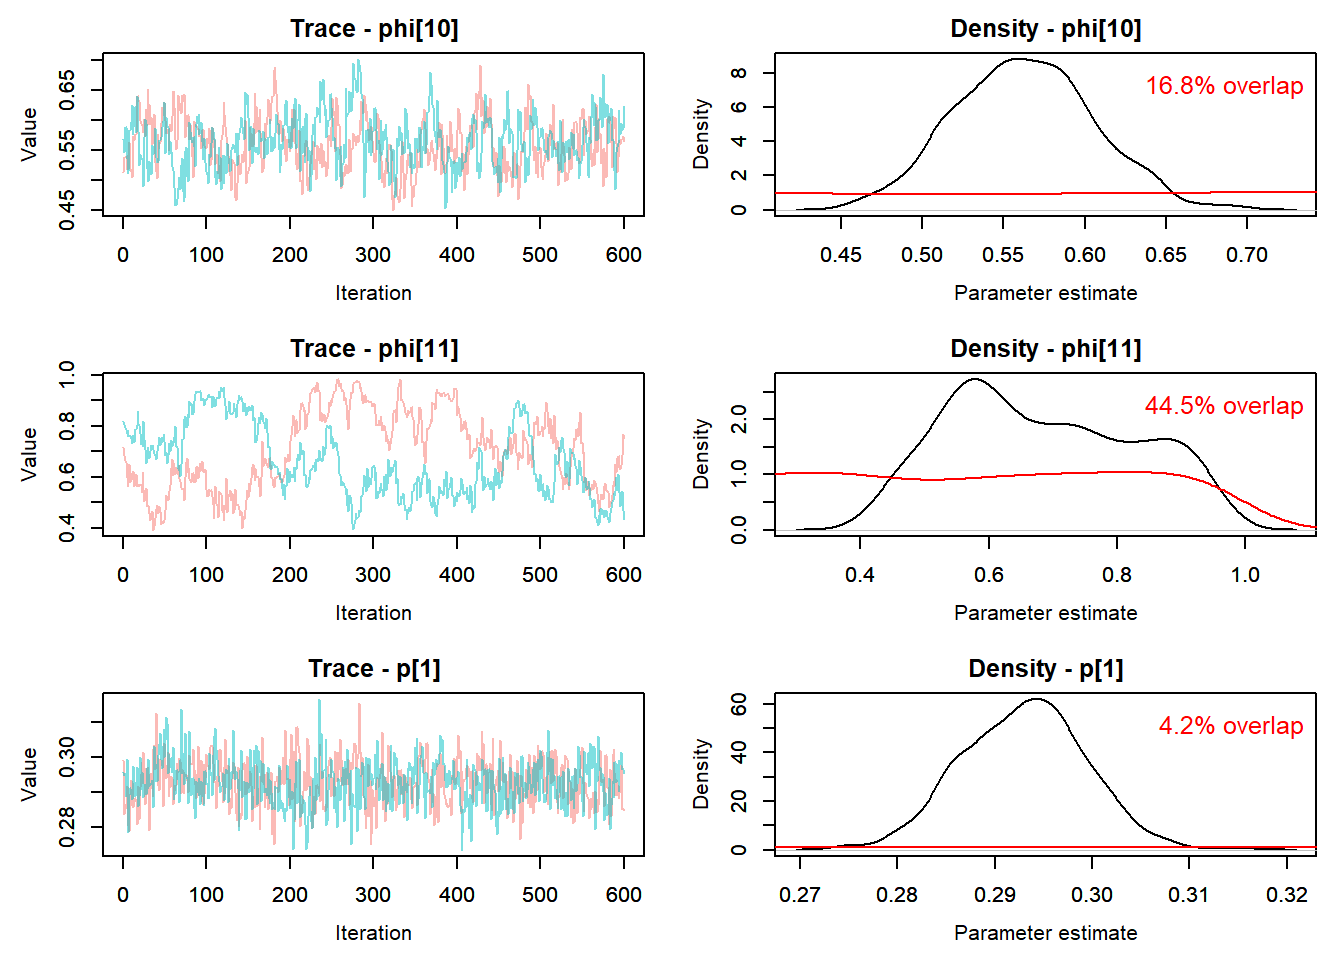 Trace - phi[10]
Value
0.45 0.55 0.65
0 100 200 300 400 500 600
Iteration
Density - phi[10]
16.8% overlap
Density
0 2 4 6 8
0.45 0.50 0.55 0.60 0.65 0.70
Parameter estimate
Trace - phi[11]
Value
0.4 0.6 0.8 1.0
0 100 200 300 400 500 600
Iteration
Density - phi[11]
44.5% overlap
Density
0.0 1.0 2.0
0.4 0.6 0.8 1.0
Parameter estimate
Trace - p[1]
Value
0.28 0.30
0 100 200 300 400 500 600
Iteration
Density - p[1]
4.2% overlap
Density
0 20 40 60
0.27 0.28 0.29 0.30 0.31 0.32
Parameter estimate